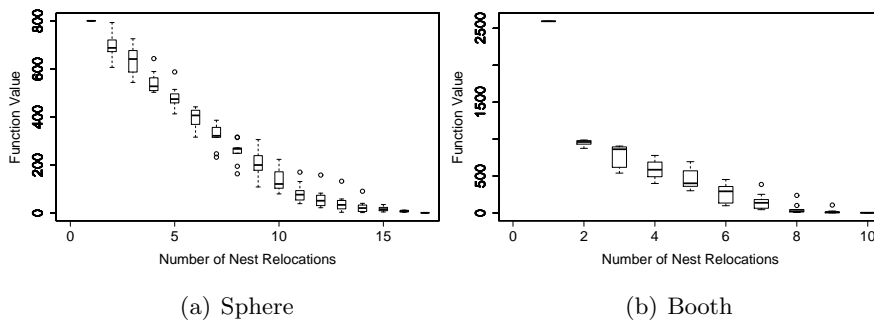 800
600
400
200
0
Function Value
0 5 10 15
Number of Nest Relocations
(a) Sphere
2500
1500
500
0
Function Value
0 2 4 6 8 10
Number of Nest Relocations
(b) Booth